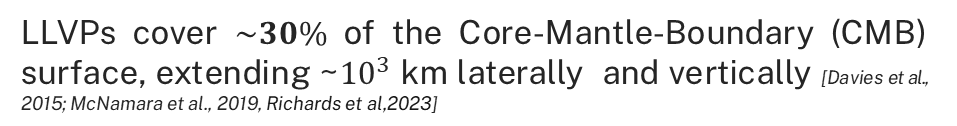 LLVPs cover ~30% of the Core-Mantle-Boundary (CMB)
surface, extending ~10³ km laterally and vertically [Davies et al.,
2015; McNamara et al., 2019, Richards et al,2023]